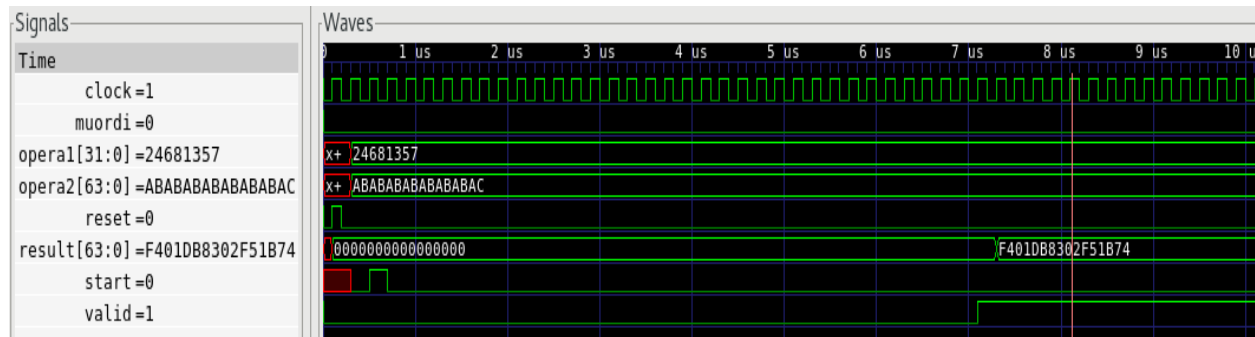 Signals
Waves
Time
0 1 us 2 us 3 us 4 us 5 us 6 us 7 us 8 us 9 us 10 u
clock =1
muordi =0
opera1[31:0] =24681357
x+ 24681357
opera2[63:0] =ABABABABABABABAC
x+ ABABABABABABABAC
reset =0
result[63:0] =F401DB8302F51B74
0000000000000000 F401DB8302F51B74
start =0
valid =1